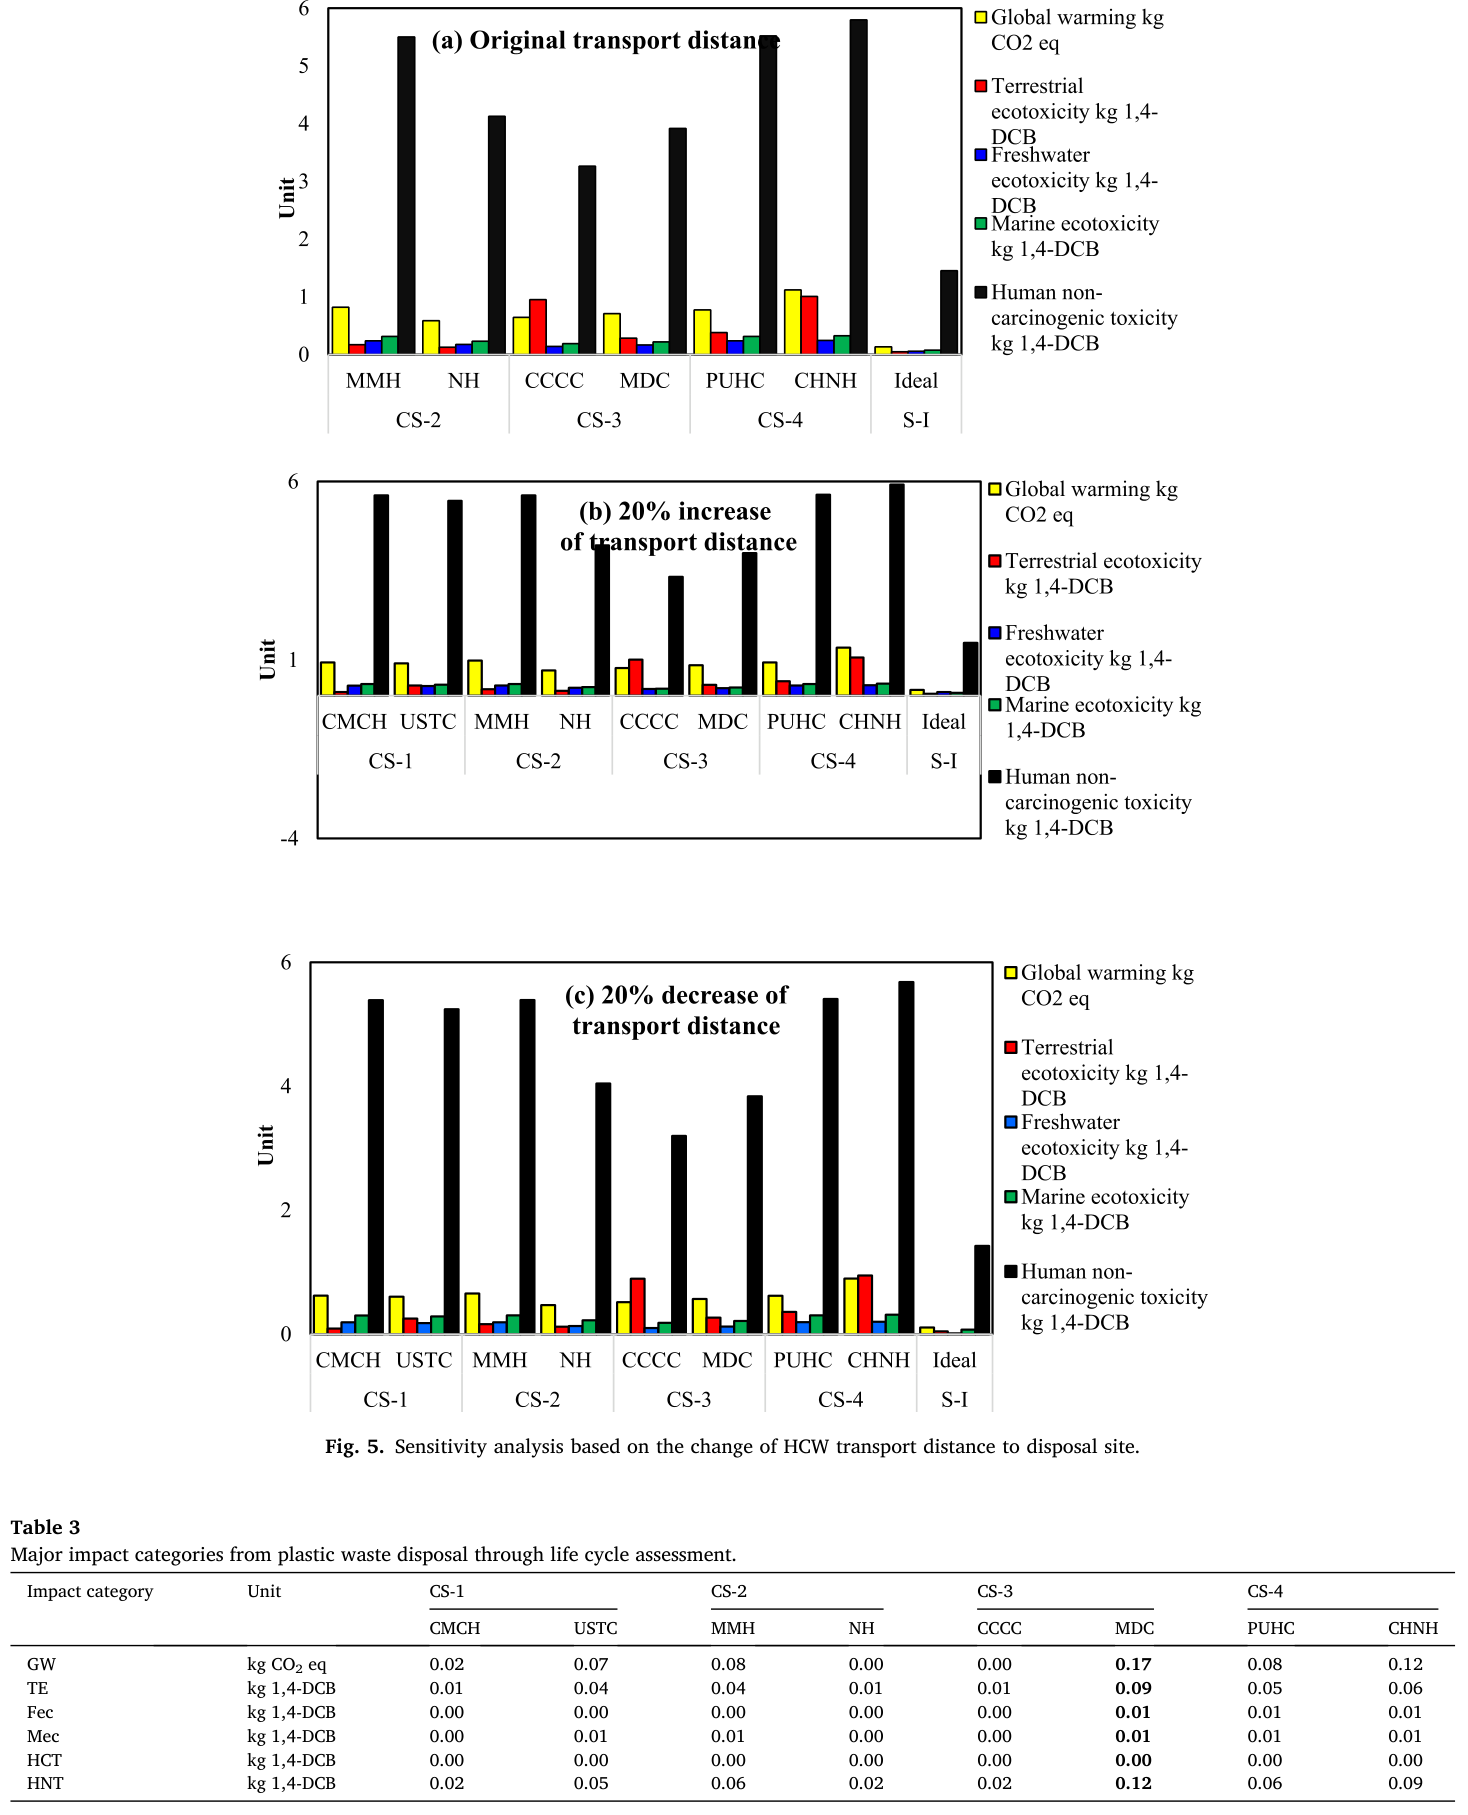 (a) Original transport distance
6
5
4
3
2
1
0
Unit
MMH NH CCCC MDC PUHC CHNH Ideal
CS-2 CS-3 CS-4 S-I
Global warming kg
CO2 eq
Terrestrial
ecotoxicity kg 1,4-
DCB
Freshwater
ecotoxicity kg 1,4-
DCB
Marine ecotoxicity
kg 1,4-DCB
Human non-
carcinogenic toxicity
kg 1,4-DCB
(b) 20% increase
of transport distance
6
1
-4
Unit
CMCH USTC MMH NH CCCC MDC PUHC CHNH Ideal
CS-1 CS-2 CS-3 CS-4 S-I
Global warming kg
CO2 eq
Terrestrial ecotoxicity
kg 1,4-DCB
Freshwater
ecotoxicity kg 1,4-
DCB
Marine ecotoxicity kg
1,4-DCB
Human non-
carcinogenic toxicity
kg 1,4-DCB
(c) 20% decrease of
transport distance
6
4
2
0
Unit
CMCH USTC MMH NH CCCC MDC PUHC CHNH Ideal
CS-1 CS-2 CS-3 CS-4 S-I
Global warming kg
CO2 eq
Terrestrial
ecotoxicity kg 1,4-
DCB
Freshwater
ecotoxicity kg 1,4-
DCB
Marine ecotoxicity
kg 1,4-DCB
Human non-
carcinogenic toxicity
kg 1,4-DCB
Fig. 5. Sensitivity analysis based on the change of HCW transport distance to disposal site.
Table 3
Major impact categories from plastic waste disposal through life cycle assessment.
Impact category Unit CS-1 CS-2 CS-3 CS-4
CMCH USTC MMH NH CCCC MDC PUHC CHNH
GW kg CO₂ eq 0.02 0.07 0.08 0.00 0.00 0.17 0.08 0.12
TE kg 1,4-DCB 0.01 0.04 0.04 0.01 0.01 0.09 0.05 0.06
Fec kg 1,4-DCB 0.00 0.00 0.00 0.00 0.00 0.01 0.01 0.01
Mec kg 1,4-DCB 0.00 0.01 0.01 0.00 0.00 0.01 0.01 0.01
HCT kg 1,4-DCB 0.00 0.00 0.00 0.00 0.00 0.00 0.00 0.00
HNT kg 1,4-DCB 0.02 0.05 0.06 0.02 0.02 0.12 0.06 0.09